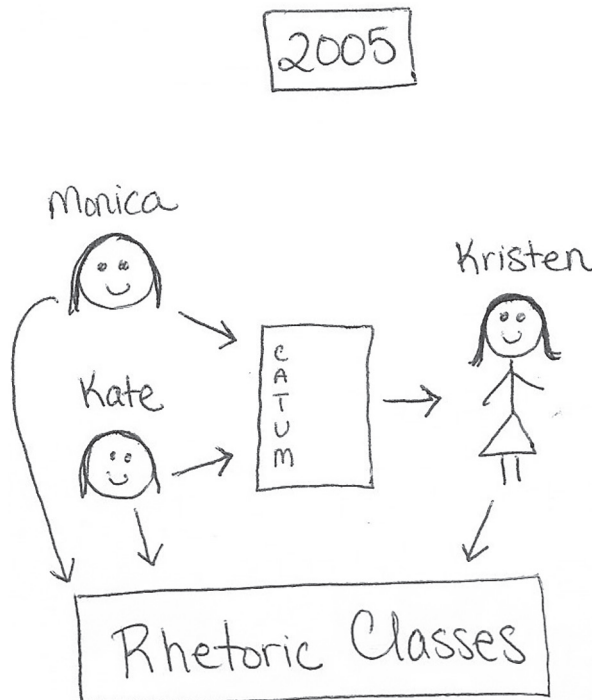 2005
Monica
Kristen
Kate
C
A
T
U
M
Rhetoric Classes